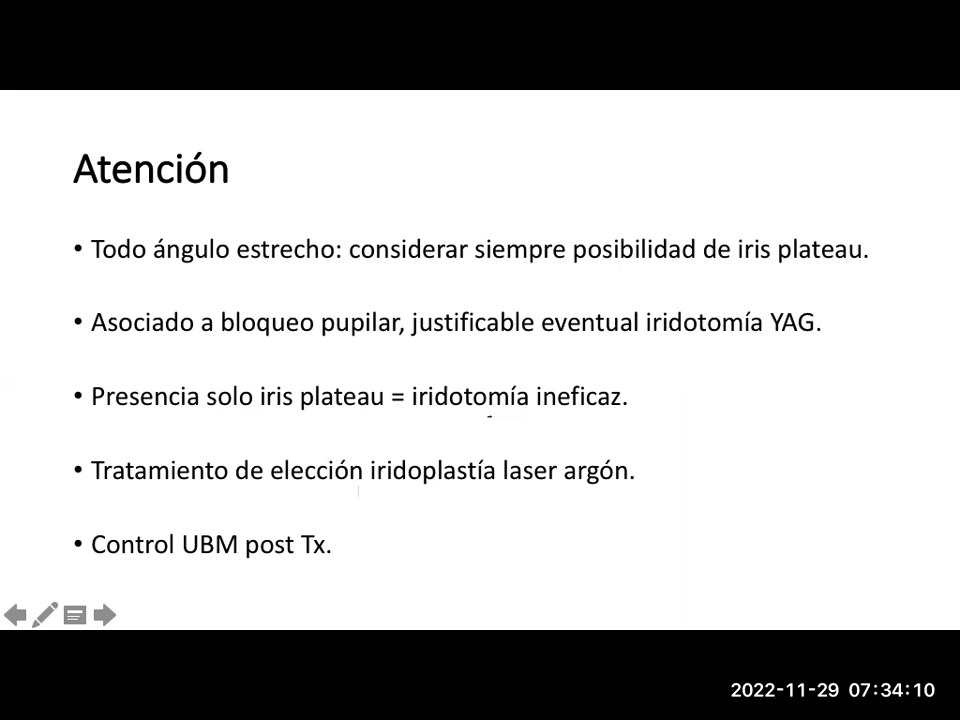 Atención
• Todo ángulo estrecho: considerar siempre posibilidad de iris plateau.
• Asociado a bloqueo pupilar, justificable eventual iridotomía YAG.
• Presencia solo iris plateau = iridotomía ineficaz.
• Tratamiento de elección iridoplastía laser argón.
• Control UBM post Tx.
2022-11-29 07:34:10